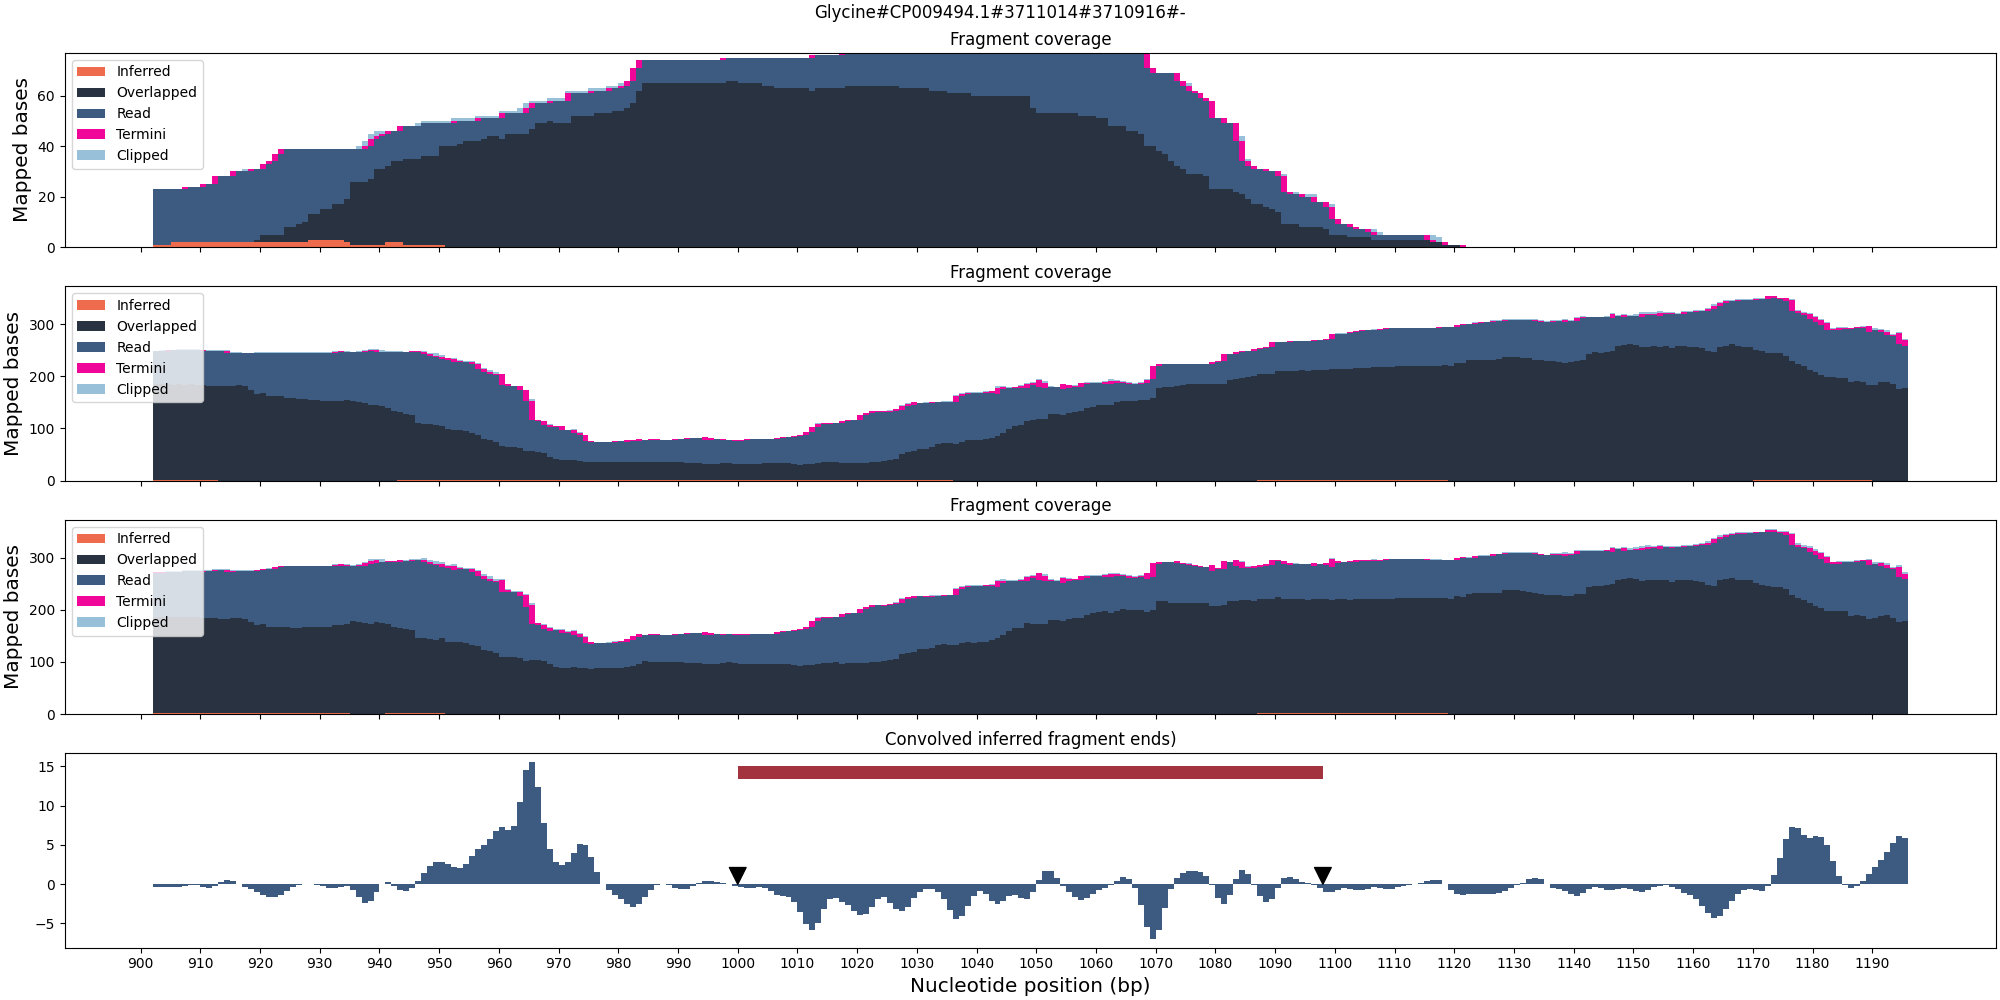 Glycine#CP009494.1#3711014#3710916#-
Fragment coverage
Mapped bases
60
40
20
0
Inferred
Overlapped
Read
Termini
Clipped
Fragment coverage
Mapped bases
300
200
100
0
Inferred
Overlapped
Read
Termini
Clipped
Fragment coverage
Mapped bases
300
200
100
0
Inferred
Overlapped
Read
Termini
Clipped
Convolved inferred fragment ends)
15
10
5
0
−5
900 910 920 930 940 950 960 970 980 990 1000 1010 1020 1030 1040 1050 1060 1070 1080 1090 1100 1110 1120 1130 1140 1150 1160 1170 1180 1190
Nucleotide position (bp)